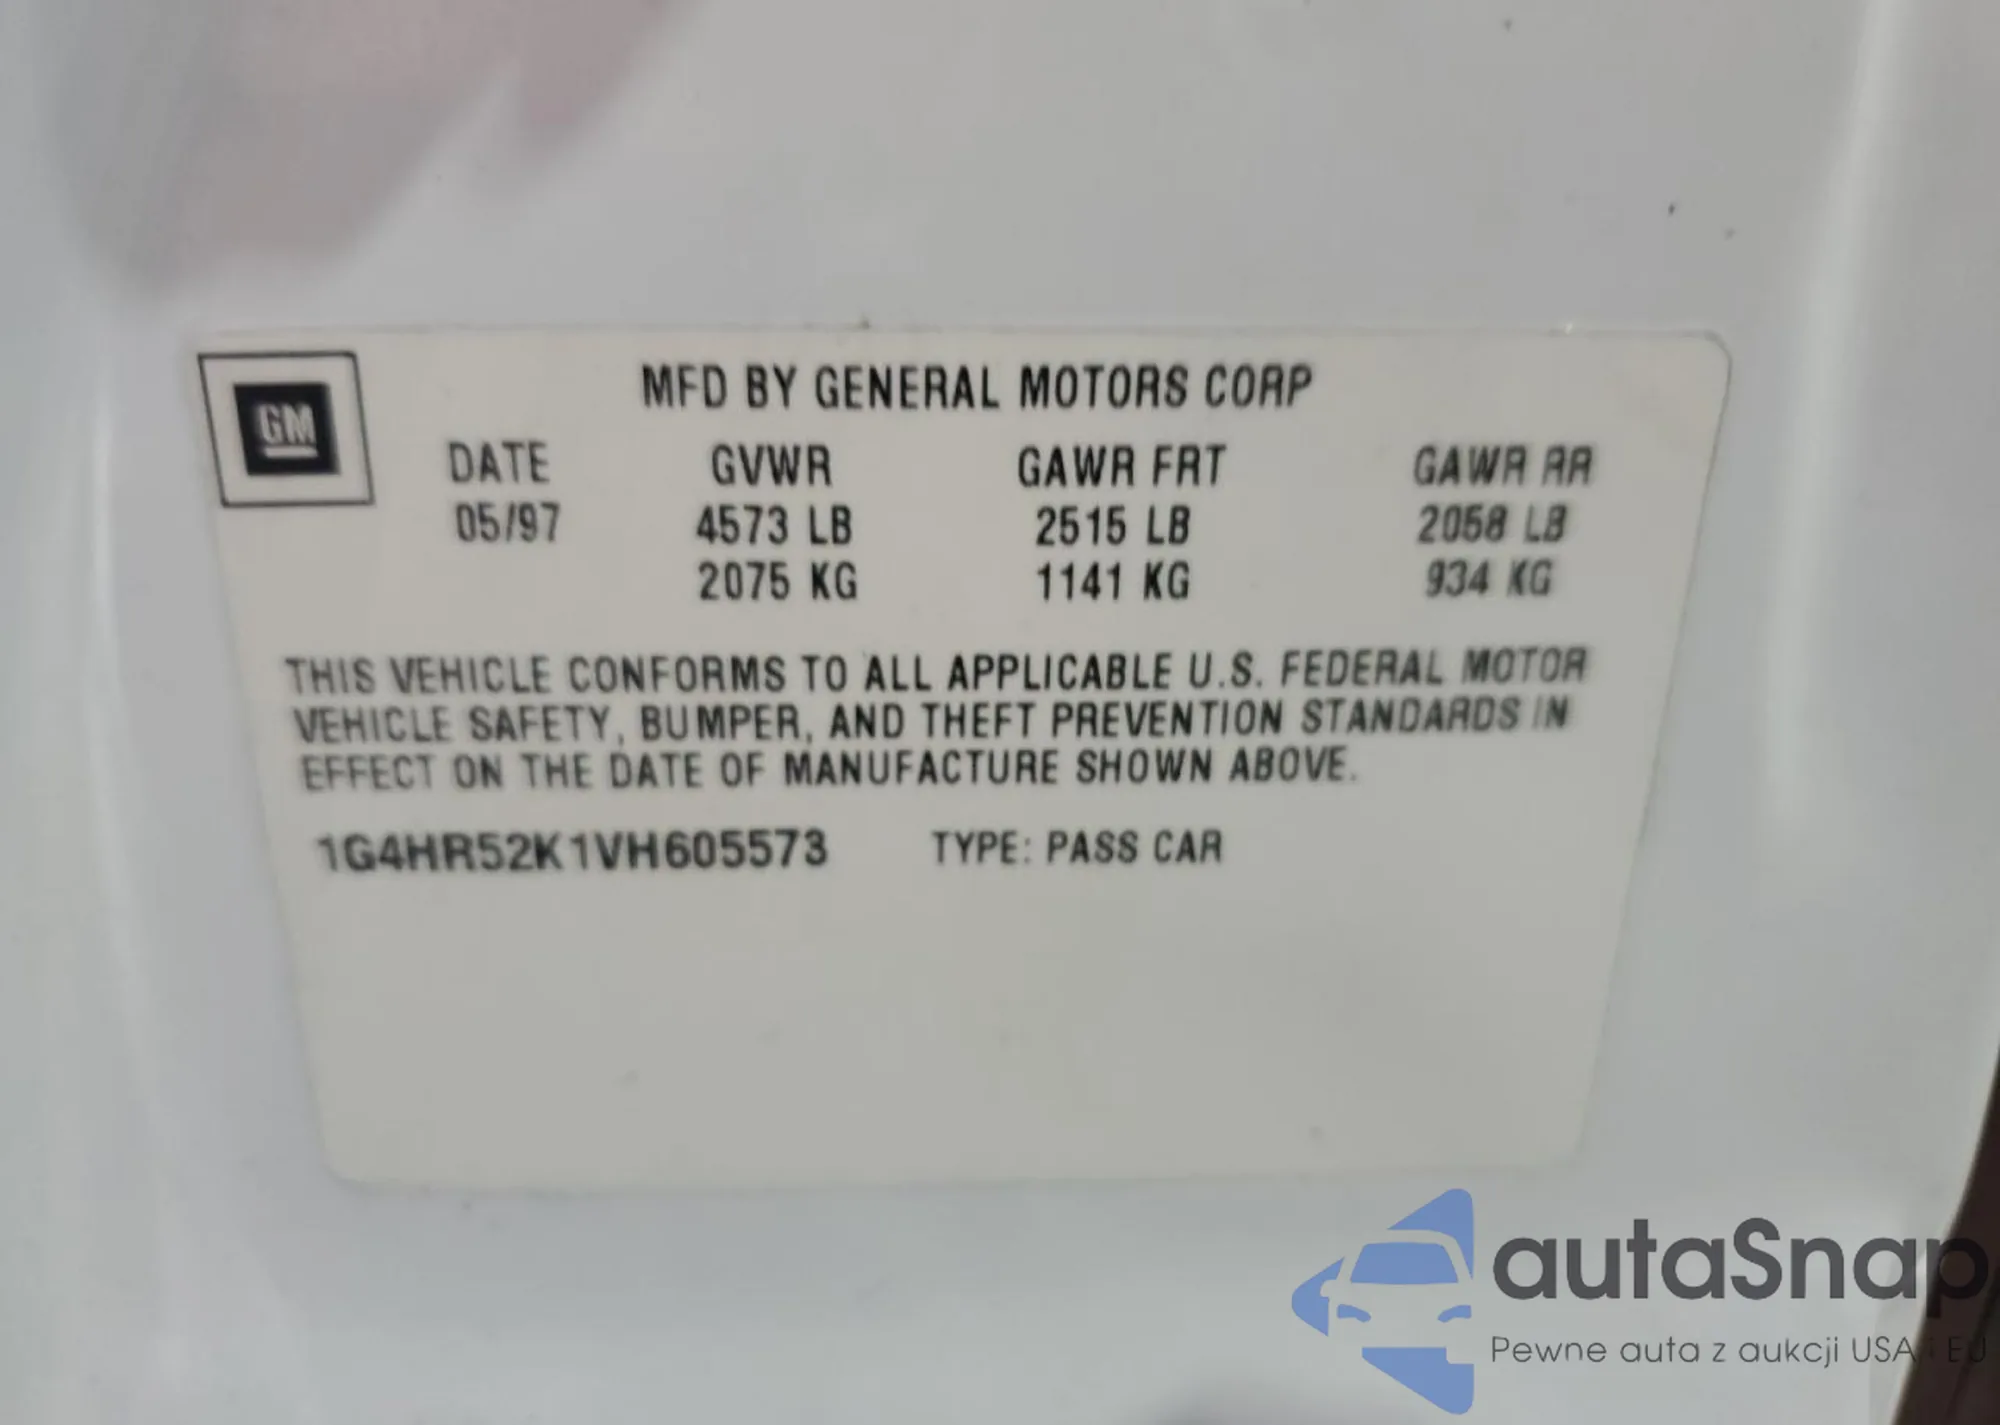 GM
MFD BY GENERAL MOTORS CORP
DATE GVWR GAWR FRT GAWR RR
05/97 4573 LB 2515 LB 2058 LB
2075 KG 1141 KG 934 KG
THIS VEHICLE CONFORMS TO ALL APPLICABLE U.S. FEDERAL MOTOR
VEHICLE SAFETY, BUMPER, AND THEFT PREVENTION STANDARDS IN
EFFECT ON THE DATE OF MANUFACTURE SHOWN ABOVE.
1G4HR52K1VH605573 TYPE: PASS CAR
autaSnap
Pewne auta z aukcji USA i EU